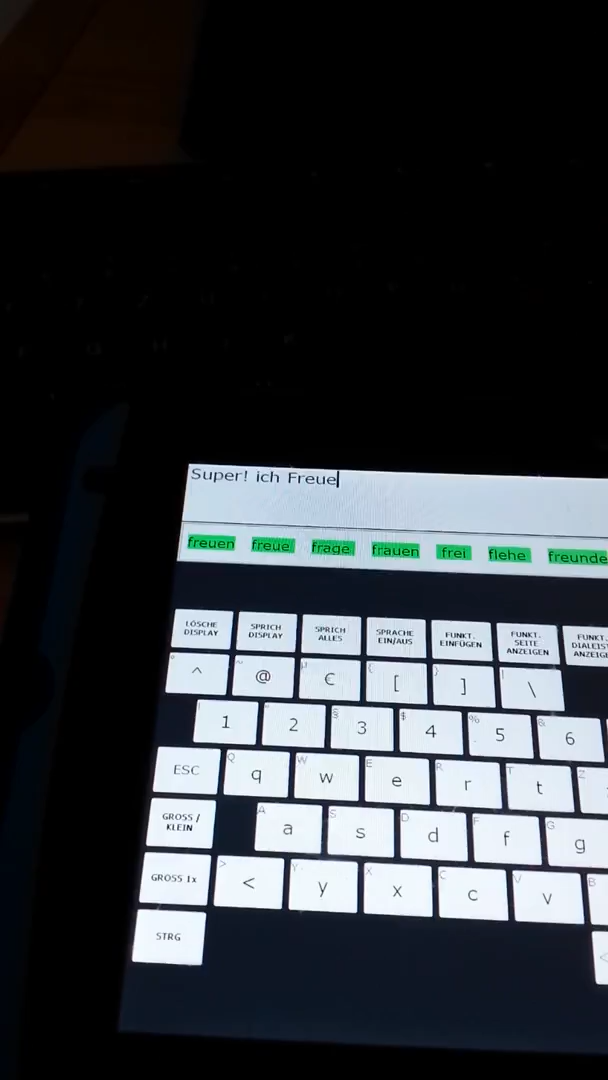 Super! ich Freue
freuen freue frage frauen frei flehe freunde
LÖSCHE DISPLAY SPRICH DISPLAY SPRICH ALLES SPRACHE EIN/AUS FUNKT. EINFÜGEN FUNKT. SEITE ANZEIGEN FUNKT.
° ^ ~ @ µ € { [ } ] | \
! 1 " 2 § 3 $ 4 % 5 & 6
ESC Q q W w E e R r T t Z
GROSS / KLEIN A a S s D d F f G g
GROSS 1x > < Y y X x C c V v B
STRG